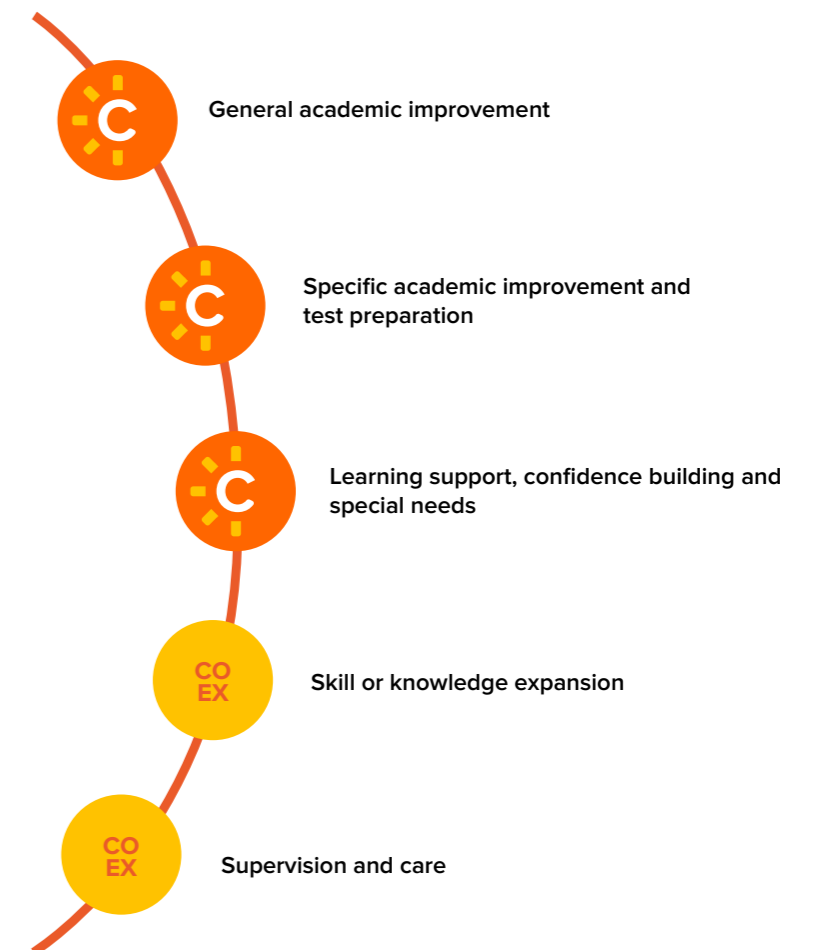 C
General academic improvement
C
Specific academic improvement and
test preparation
C
Learning support, confidence building and
special needs
CO
EX
Skill or knowledge expansion
CO
EX
Supervision and care